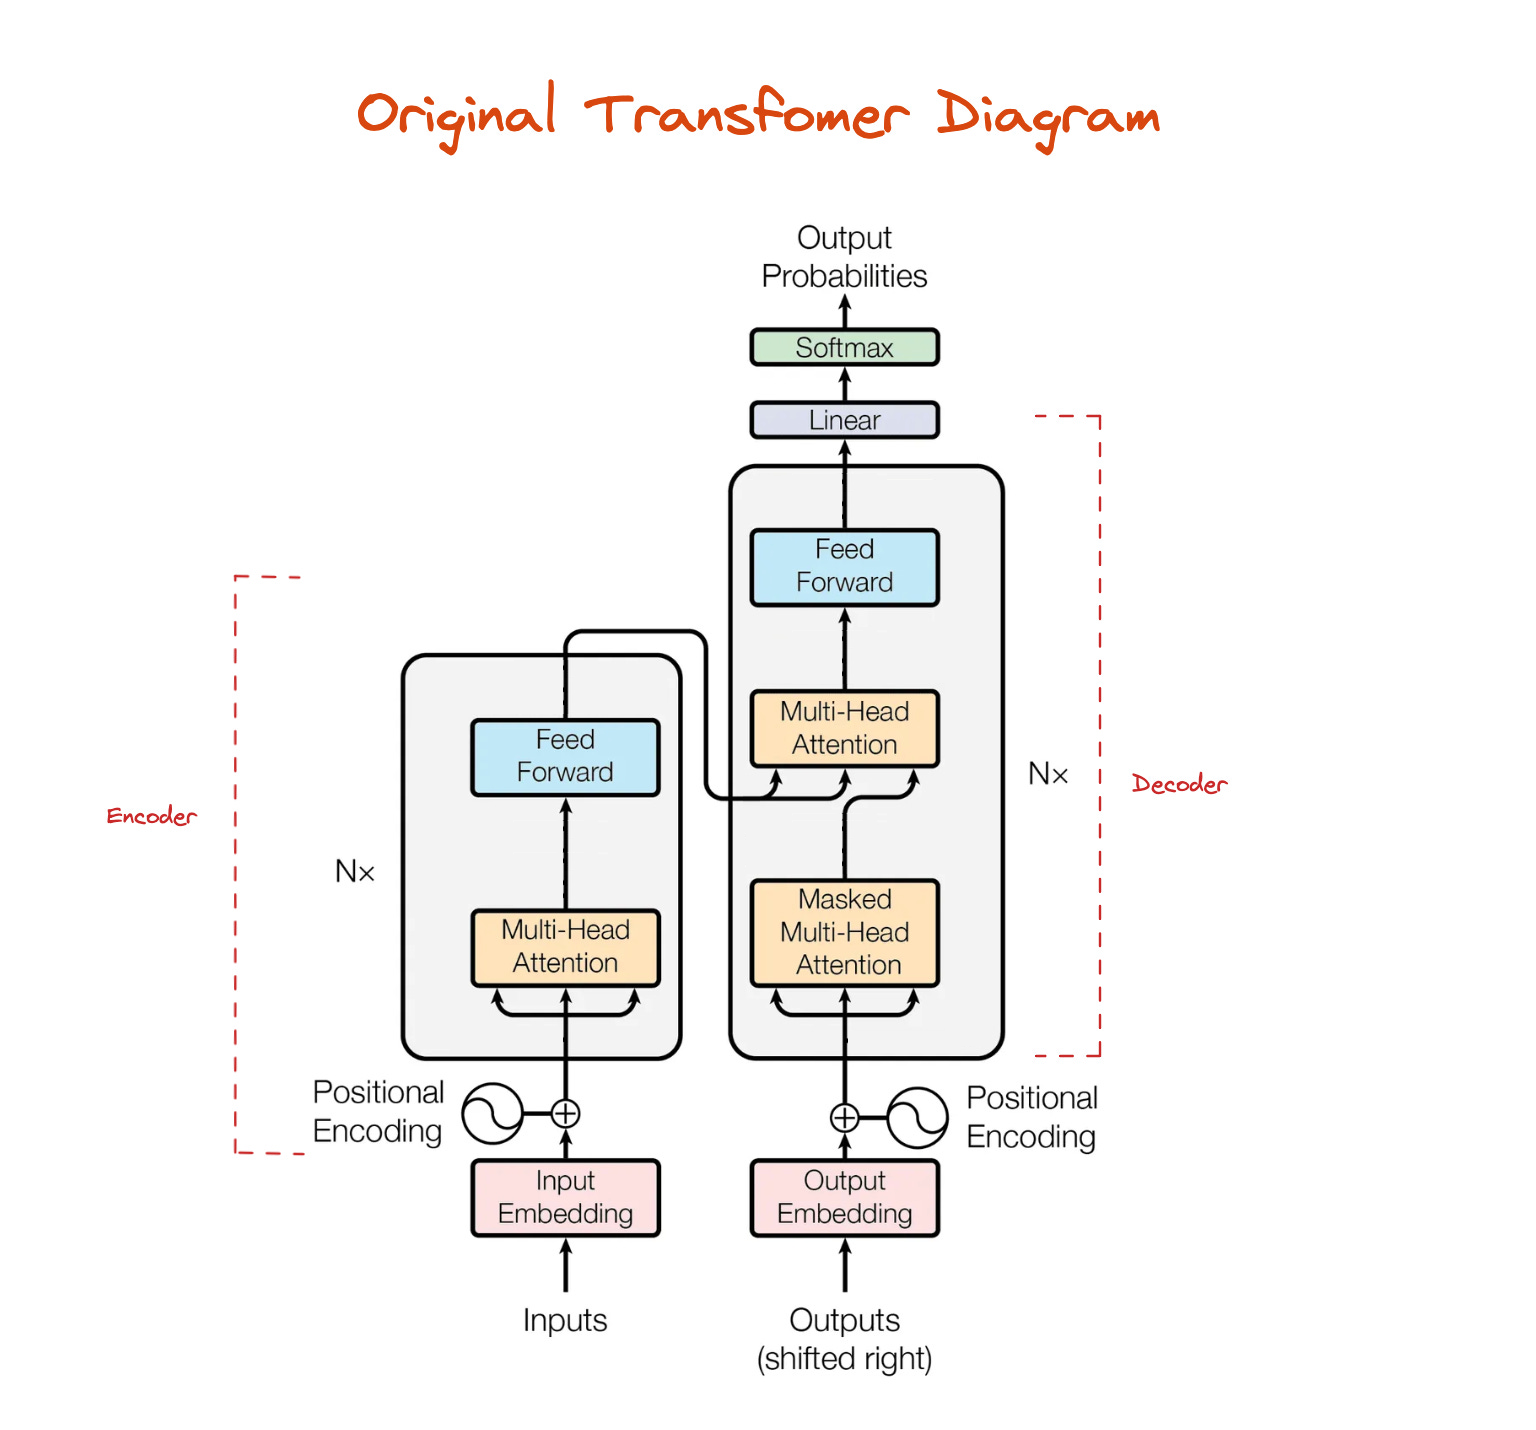 Original Transfomer Diagram
Output
Probabilities
Softmax
Linear
Feed
Forward
Multi-Head
Attention
Masked
Multi-Head
Attention
Nx
Decoder
Feed
Forward
Multi-Head
Attention
Nx
Encoder
Positional
Encoding
Positional
Encoding
Input
Embedding
Output
Embedding
Inputs
Outputs
(shifted right)